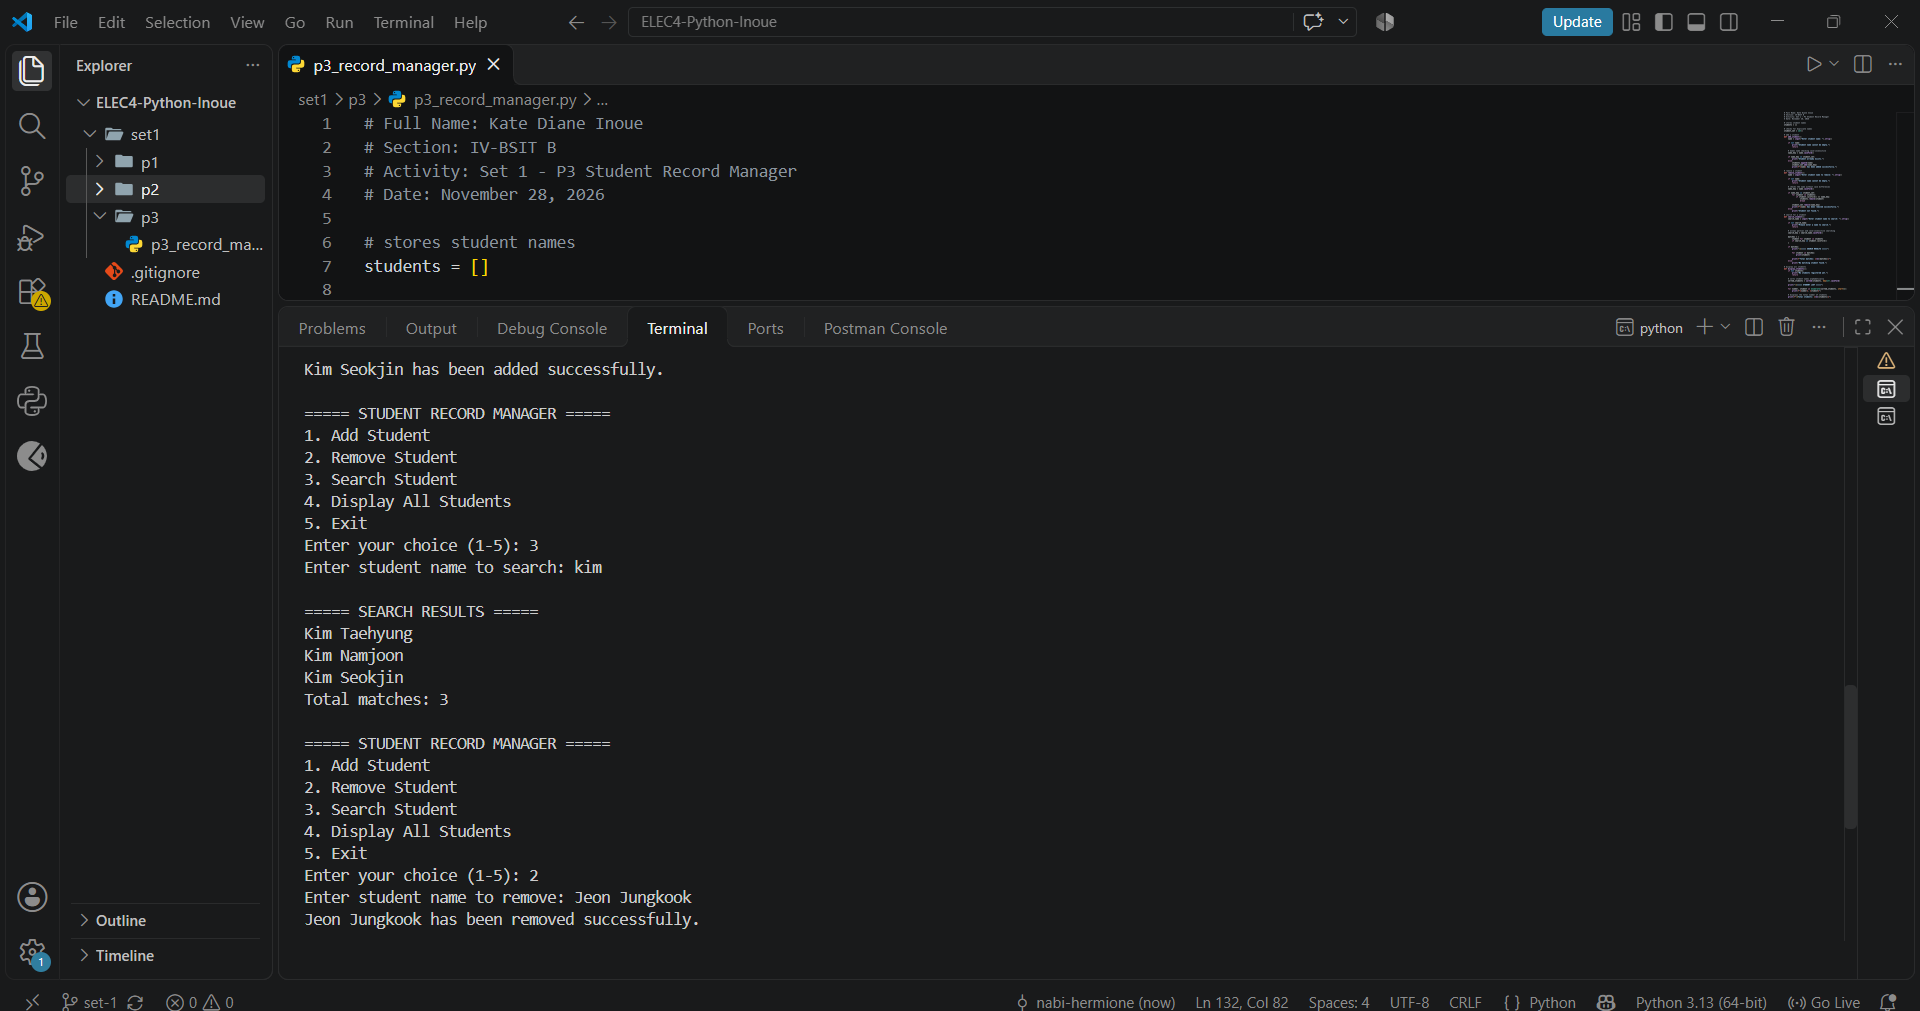 File Edit Selection View Go Run Terminal Help ELEC4-Python-Inoue Update
Explorer
ELEC4-Python-Inoue
set1
p1
p2
p3
p3_record_ma...
.gitignore
README.md
Outline
Timeline
p3_record_manager.py
set1 > p3 > p3_record_manager.py > ...
1 # Full Name: Kate Diane Inoue
2 # Section: IV-BSIT B
3 # Activity: Set 1 - P3 Student Record Manager
4 # Date: November 28, 2026
5
6 # stores student names
7 students = []
8
Problems Output Debug Console Terminal Ports Postman Console python
Kim Seokjin has been added successfully.
===== STUDENT RECORD MANAGER =====
1. Add Student
2. Remove Student
3. Search Student
4. Display All Students
5. Exit
Enter your choice (1-5): 3
Enter student name to search: kim
===== SEARCH RESULTS =====
Kim Taehyung
Kim Namjoon
Kim Seokjin
Total matches: 3
===== STUDENT RECORD MANAGER =====
1. Add Student
2. Remove Student
3. Search Student
4. Display All Students
5. Exit
Enter your choice (1-5): 2
Enter student name to remove: Jeon Jungkook
Jeon Jungkook has been removed successfully.
1
set-1 0 0 nabi-hermione (now) Ln 132, Col 82 Spaces: 4 UTF-8 CRLF { } Python Python 3.13 (64-bit) Go Live